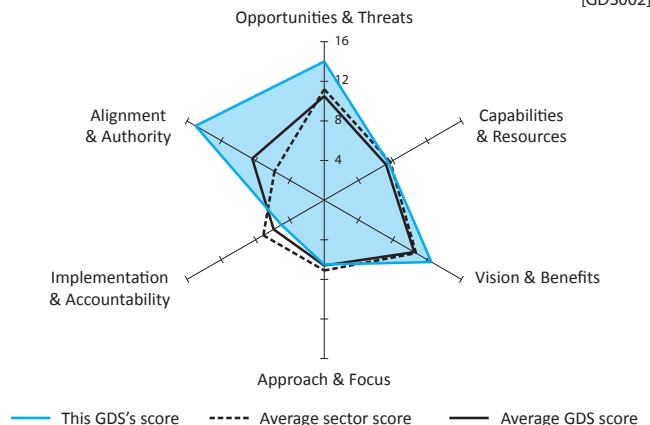 [GDS002]
Opportunities & Threats
16
12
8
4
Alignment
& Authority
Capabilities
& Resources
Implementation
& Accountability
Vision & Benefits
Approach & Focus
This GDS's score
Average sector score
Average GDS score